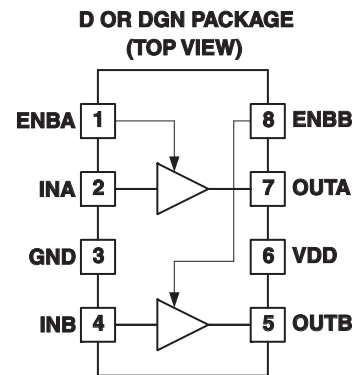 D OR DGN PACKAGE
(TOP VIEW)
ENBA 1 8 ENBB
INA 2 7 OUTA
GND 3 6 VDD
INB 4 5 OUTB